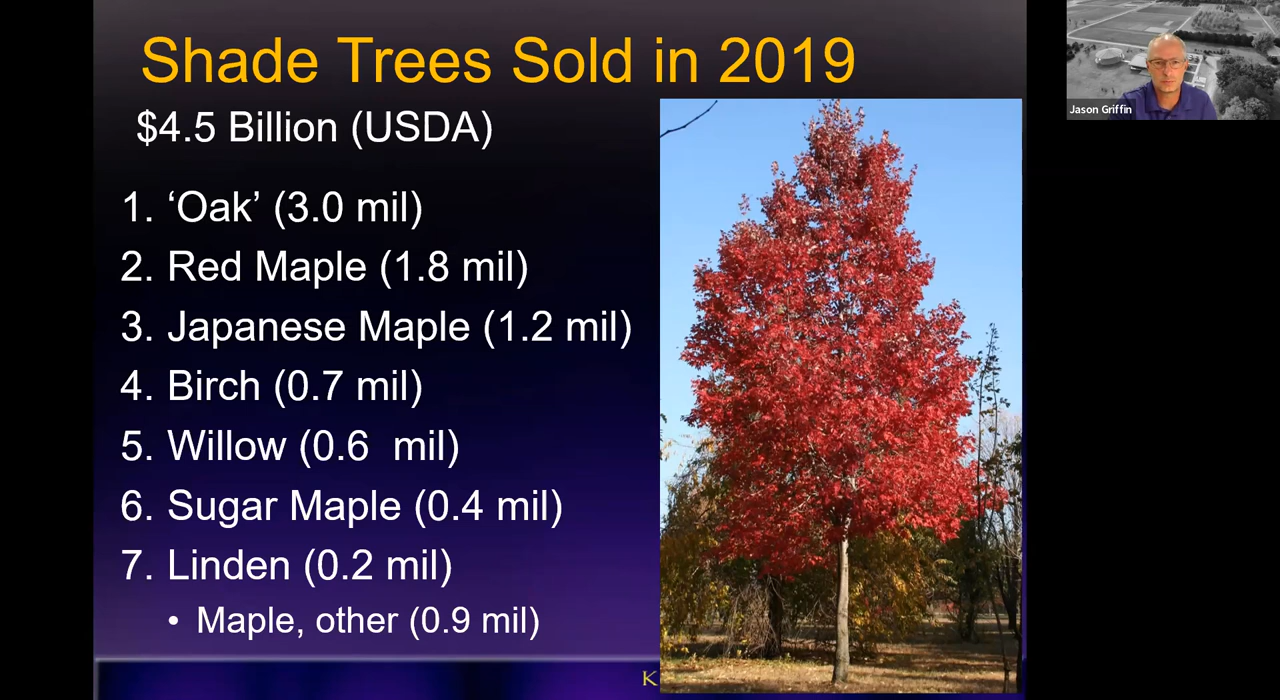 Shade Trees Sold in 2019
$4.5 Billion (USDA)
1. ‘Oak’ (3.0 mil)
2. Red Maple (1.8 mil)
3. Japanese Maple (1.2 mil)
4. Birch (0.7 mil)
5. Willow (0.6  mil)
6. Sugar Maple (0.4 mil)
7. Linden (0.2 mil)
• Maple, other (0.9 mil)
K
Jason Griffin